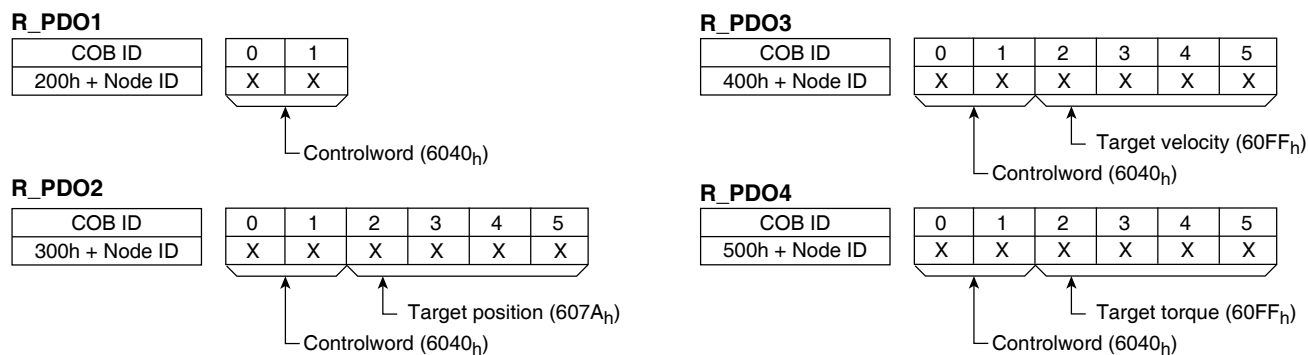 R_PDO1
COB ID
200h + Node ID
0 1
X X
Controlword (6040h)
R_PDO2
COB ID
300h + Node ID
0 1 2 3 4 5
X X X X X X
Target position (607Ah)
Controlword (6040h)
R_PDO3
COB ID
400h + Node ID
0 1 2 3 4 5
X X X X X X
Target velocity (60FFh)
Controlword (6040h)
R_PDO4
COB ID
500h + Node ID
0 1 2 3 4 5
X X X X X X
Target torque (60FFh)
Controlword (6040h)